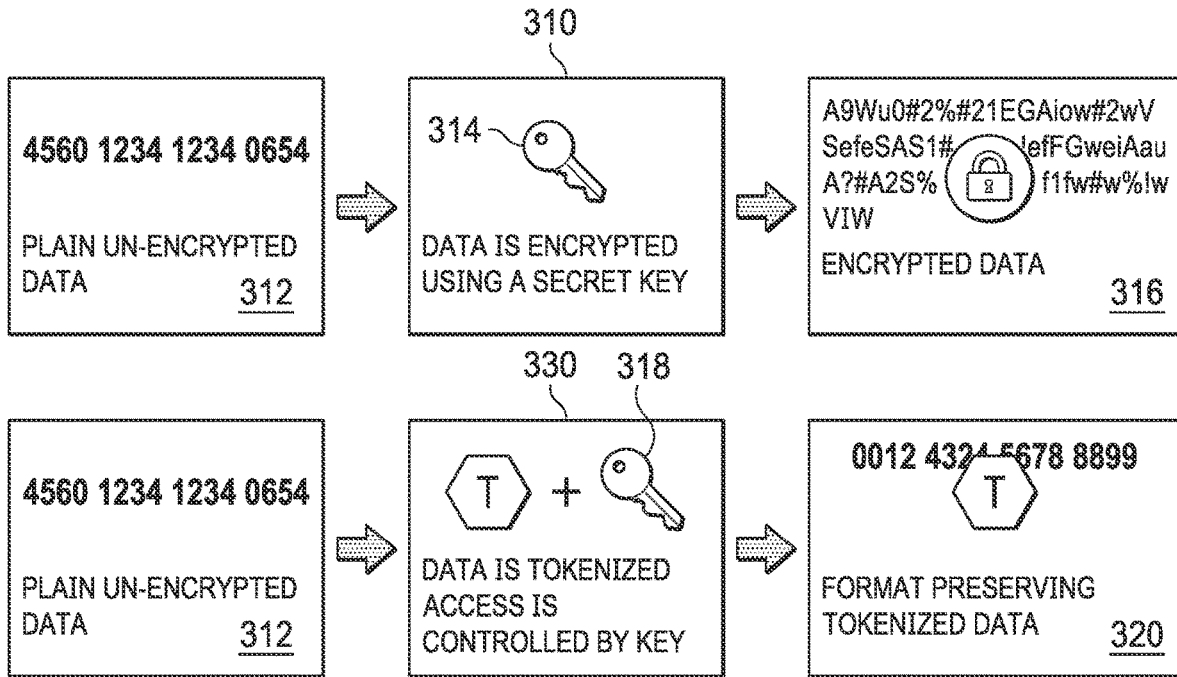 310
4560 1234 1234 0654
PLAIN UN-ENCRYPTED
DATA
312
314
DATA IS ENCRYPTED
USING A SECRET KEY
A9Wu0#2%#21EGAiow#2wV
SefeSAS1# efFGweiAau
A?#A2S% f1fw#w%!w
VIW
ENCRYPTED DATA
316
330 318
4560 1234 1234 0654
PLAIN UN-ENCRYPTED
DATA
312
T +
DATA IS TOKENIZED
ACCESS IS
CONTROLLED BY KEY
0012 4324 5678 8899
T
FORMAT PRESERVING
TOKENIZED DATA
320